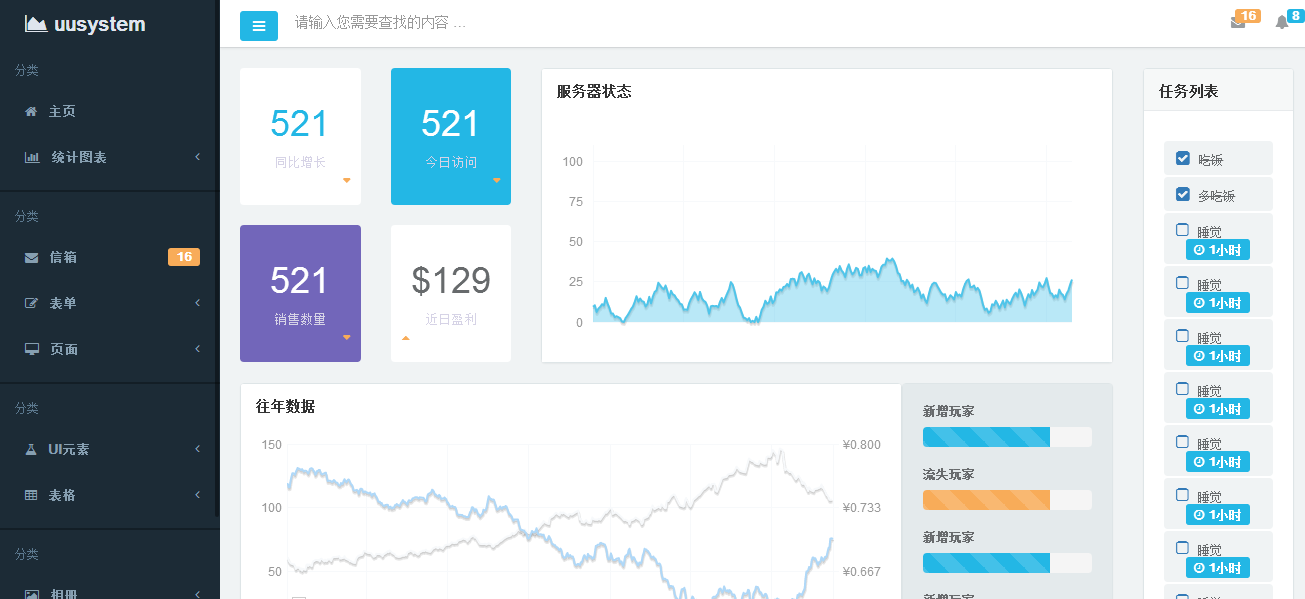 uusystem
分类
主页
统计图表
分类
信箱
16
表单
页面
分类
UI元素
表格
分类
相册
请输入您需要查找的内容 ...
16
8
521
同比增长
521
今日访问
521
销售数量
$129
近日盈利
服务器状态
100
75
50
25
0
往年数据
150
100
50
¥0.800
¥0.733
¥0.667
新增玩家
流失玩家
新增玩家
新增玩家
任务列表
吃饭
多吃饭
睡觉
1小时
睡觉
1小时
睡觉
1小时
睡觉
1小时
睡觉
1小时
睡觉
1小时
睡觉
1小时